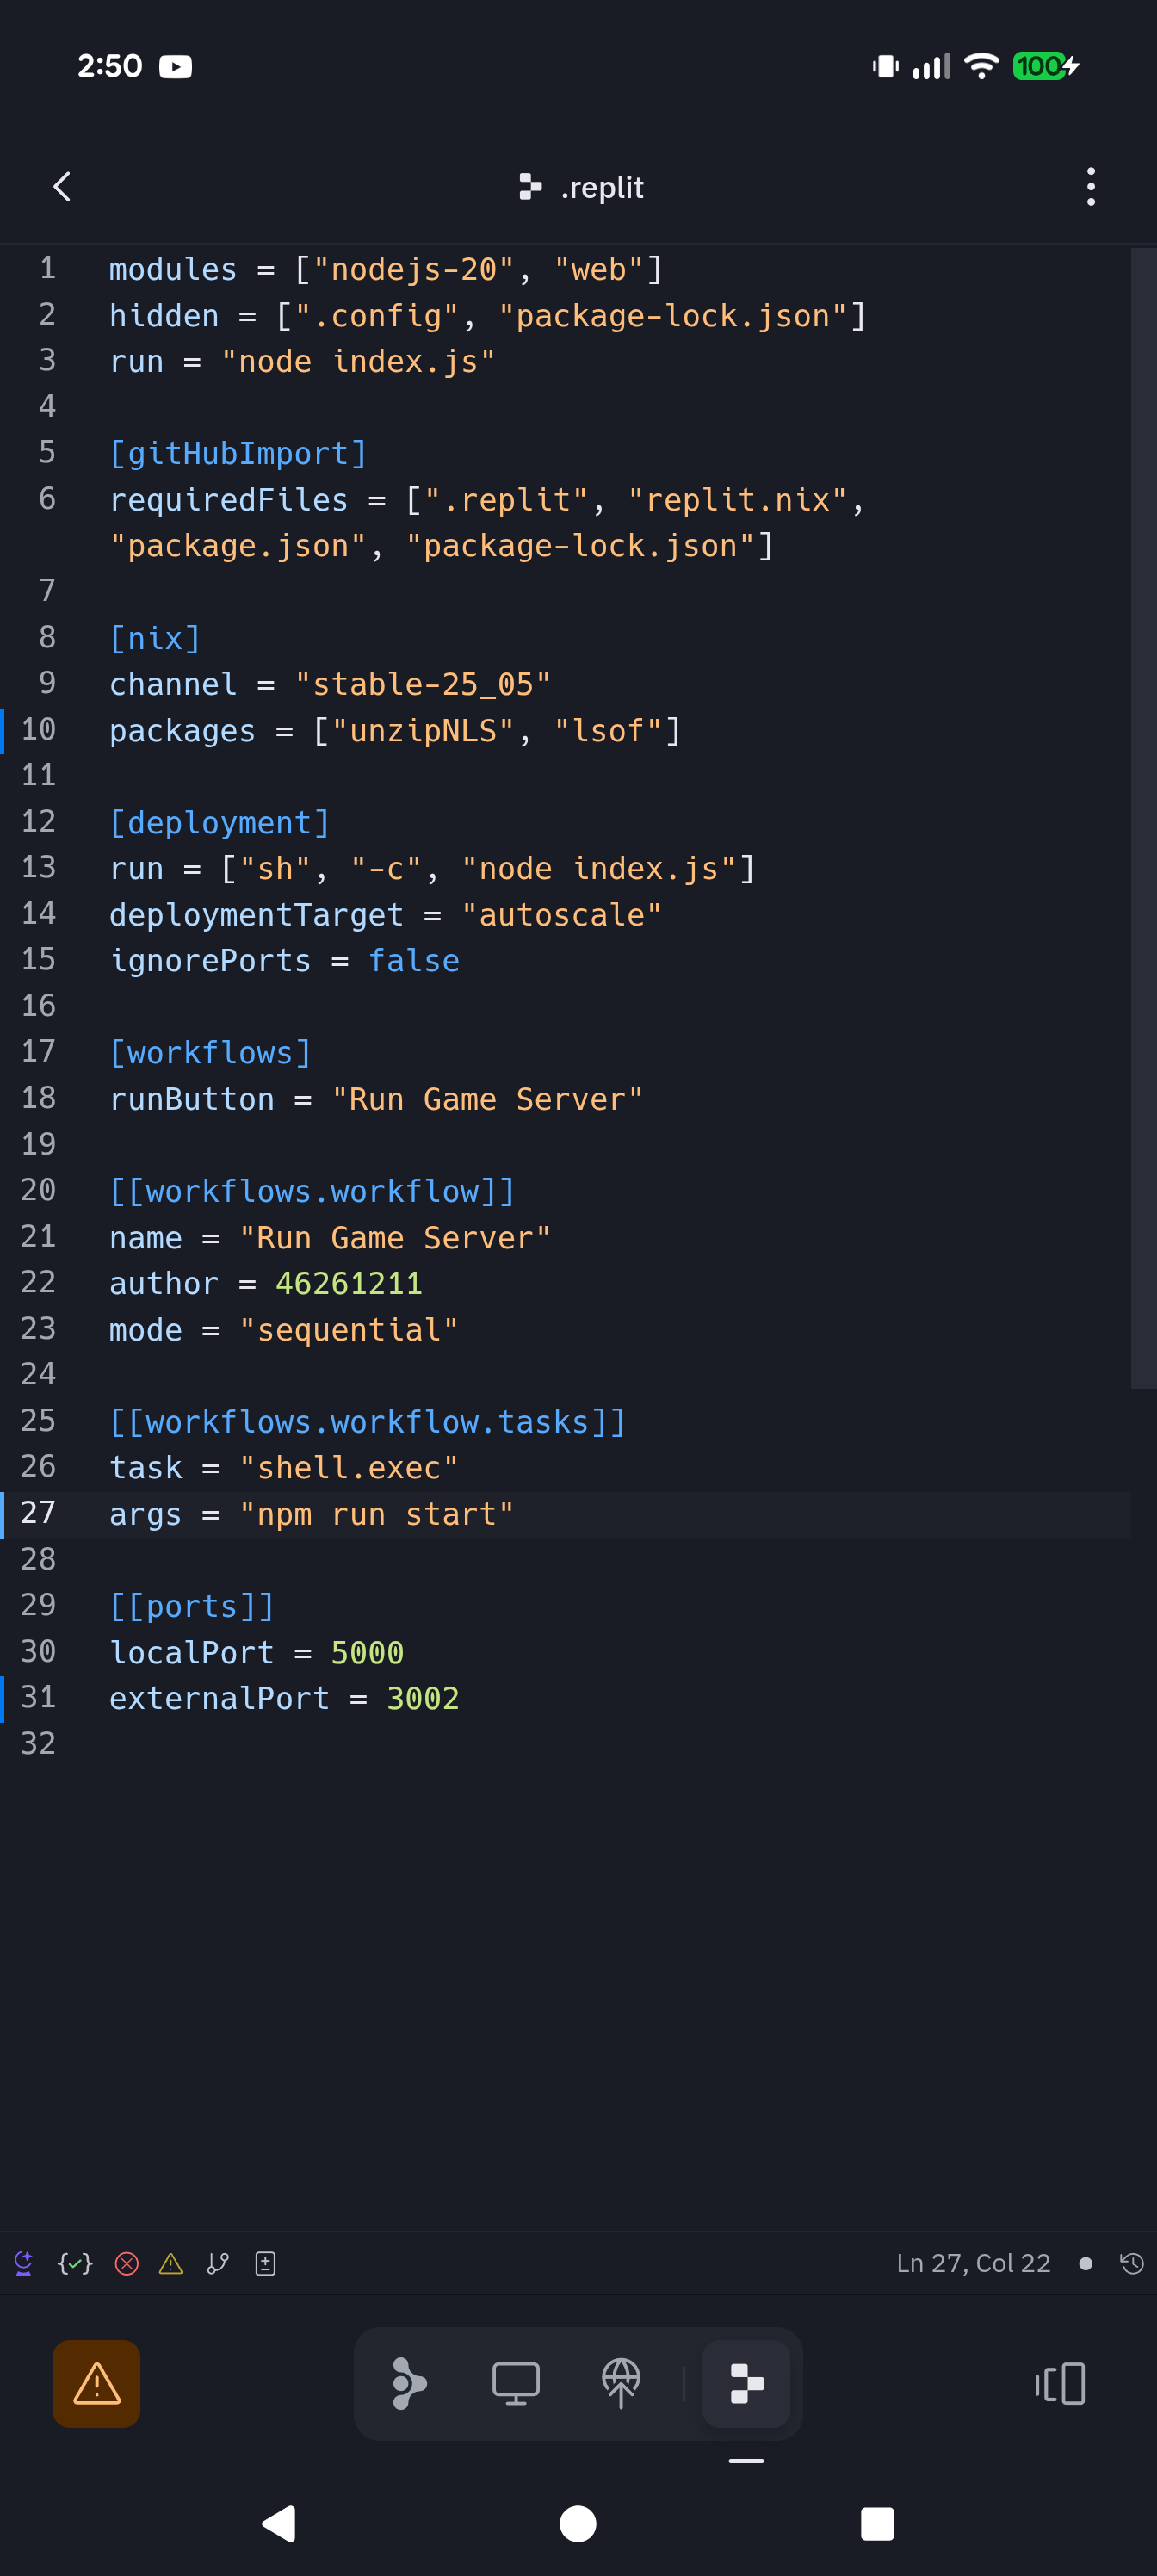 2:50
100
.replit
1 modules = ["nodejs-20", "web"]
2 hidden = [".config", "package-lock.json"]
3 run = "node index.js"
4
5 [gitHubImport]
6 requiredFiles = [".replit", "replit.nix",
"package.json", "package-lock.json"]
7
8 [nix]
9 channel = "stable-25_05"
10 packages = ["unzipNLS", "lsof"]
11
12 [deployment]
13 run = ["sh", "-c", "node index.js"]
14 deploymentTarget = "autoscale"
15 ignorePorts = false
16
17 [workflows]
18 runButton = "Run Game Server"
19
20 [[workflows.workflow]]
21 name = "Run Game Server"
22 author = 46261211
23 mode = "sequential"
24
25 [[workflows.workflow.tasks]]
26 task = "shell.exec"
27 args = "npm run start"
28
29 [[ports]]
30 localPort = 5000
31 externalPort = 3002
32
Ln 27, Col 22